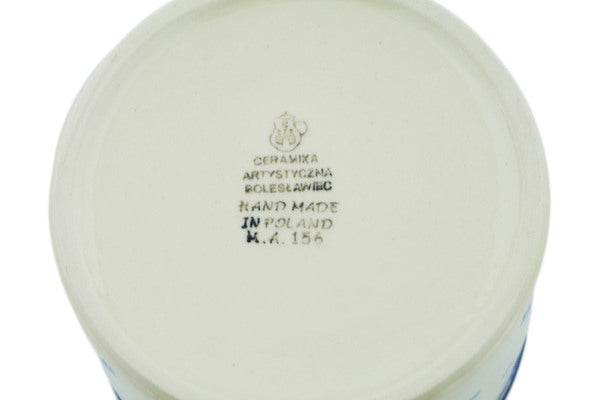 CERAMIKA
ARTYSTYCZNA
BOLESŁAWIEC
HAND MADE
IN POLAND
M.A. 156